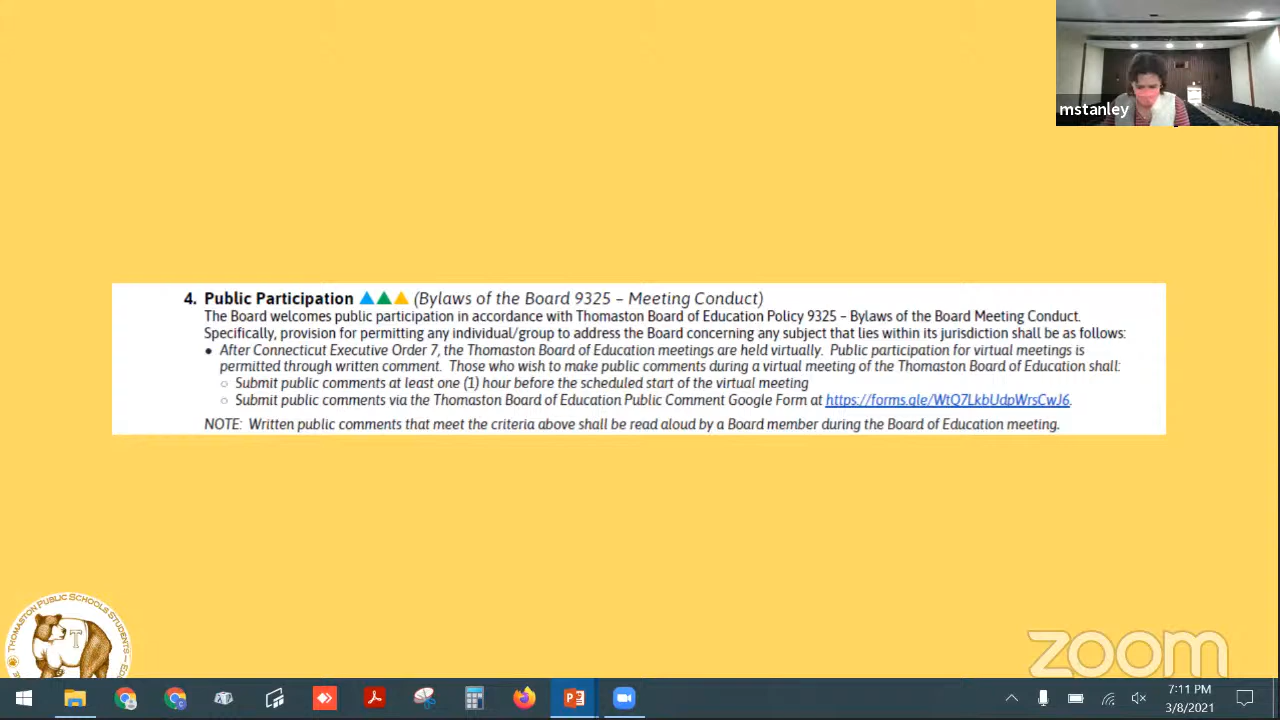 mstanley
4. Public Participation (Bylaws of the Board 9325 – Meeting Conduct)
The Board welcomes public participation in accordance with Thomaston Board of Education Policy 9325 – Bylaws of the Board Meeting Conduct.
Specifically, provision for permitting any individual/group to address the Board concerning any subject that lies within its jurisdiction shall be as follows:
● After Connecticut Executive Order 7, the Thomaston Board of Education meetings are held virtually. Public participation for virtual meetings is
permitted through written comment. Those who wish to make public comments during a virtual meeting of the Thomaston Board of Education shall:
○ Submit public comments at least one (1) hour before the scheduled start of the virtual meeting
○ Submit public comments via the Thomaston Board of Education Public Comment Google Form at https://forms.gle/WtQ7LkbUdpWrsCwJ6.
NOTE: Written public comments that meet the criteria above shall be read aloud by a Board member during the Board of Education meeting.
THOMASTON PUBLIC SCHOOLS STUDENTS
T
zoom
7:11 PM
3/8/2021